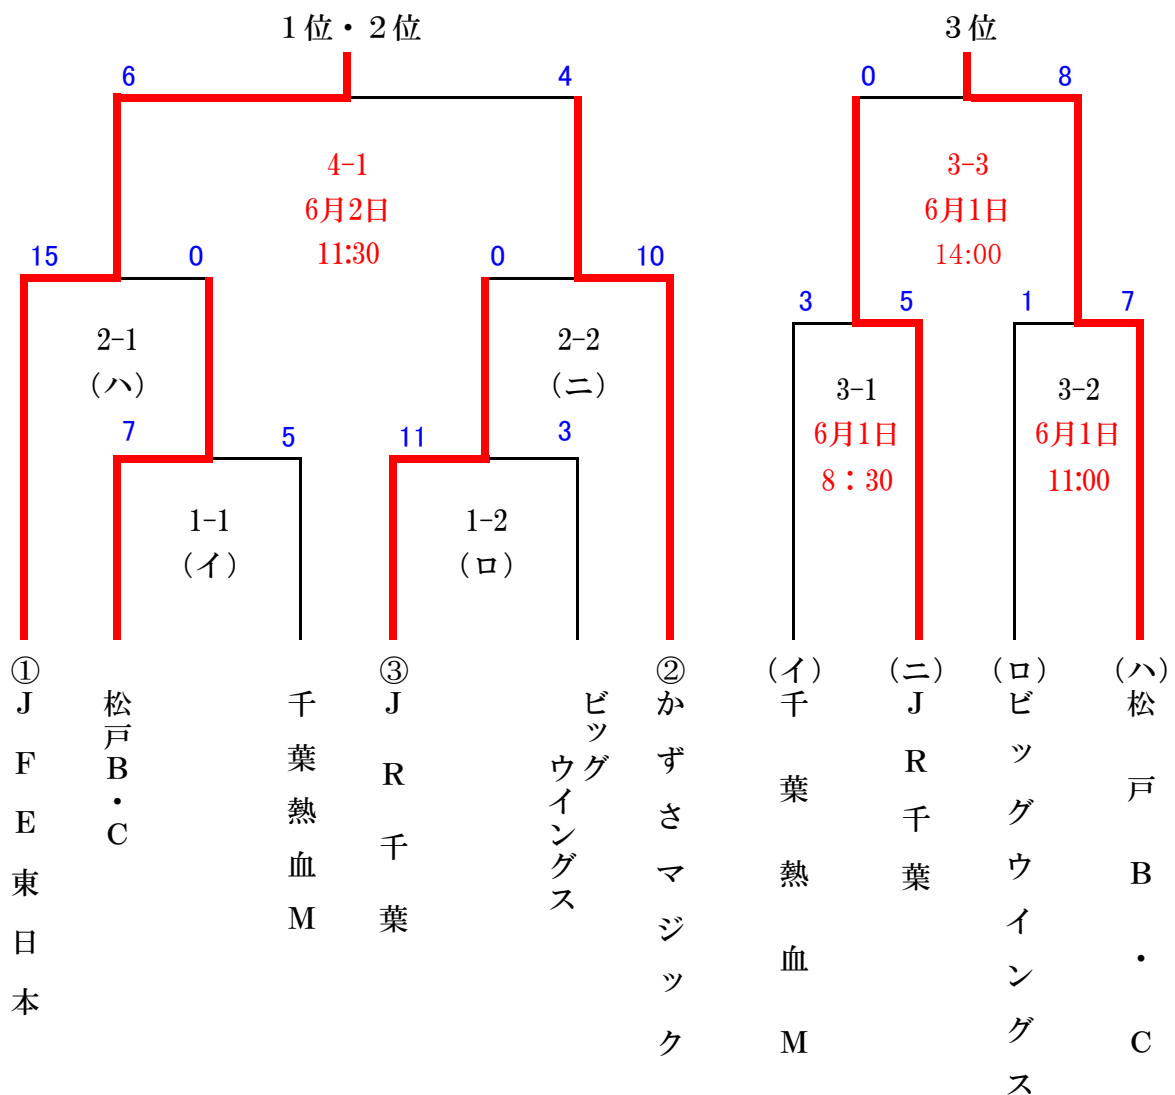 １位・２位
３位
6
4
0
8
4-1
6月2日
11:30
3-3
6月1日
14:00
15
0
0
10
3
5
1
7
2-1
（ハ）
2-2
（ニ）
3-1
6月1日
8：30
3-2
6月1日
11:00
7
5
11
3
1-1
（イ）
1-2
（ロ）
①
JFE東日本
松戸B・C
千葉熱血M
③
JR千葉
ビッグ
ウイングス
②
かずさマジック
（イ）
千葉熱血M
（ニ）
JR千葉
（ロ）
ビッグウイングス
（ハ）
松戸B・C